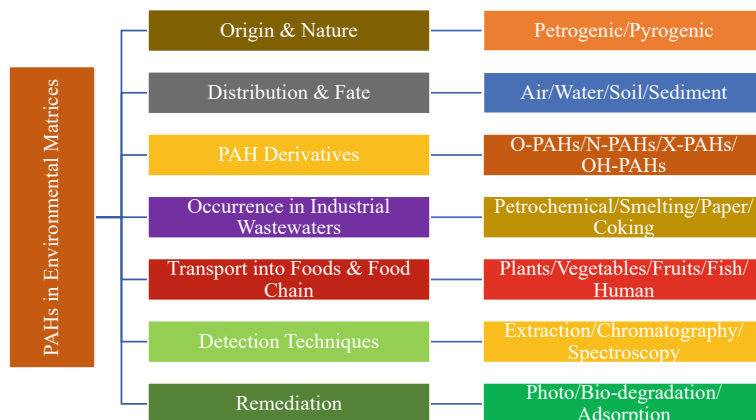 PAHs in Environmental Matrices
Origin & Nature
Petrogenic/Pyrogenic
Distribution & Fate
Air/Water/Soil/Sediment
PAH Derivatives
O-PAHs/N-PAHs/X-PAHs/
OH-PAHs
Occurrence in Industrial
Wastewaters
Petrochemical/Smelting/Paper/
Coking
Transport into Foods & Food
Chain
Plants/Vegetables/Fruits/Fish/
Human
Detection Techniques
Extraction/Chromatography/
Spectroscopy
Remediation
Photo/Bio-degradation/
Adsorption